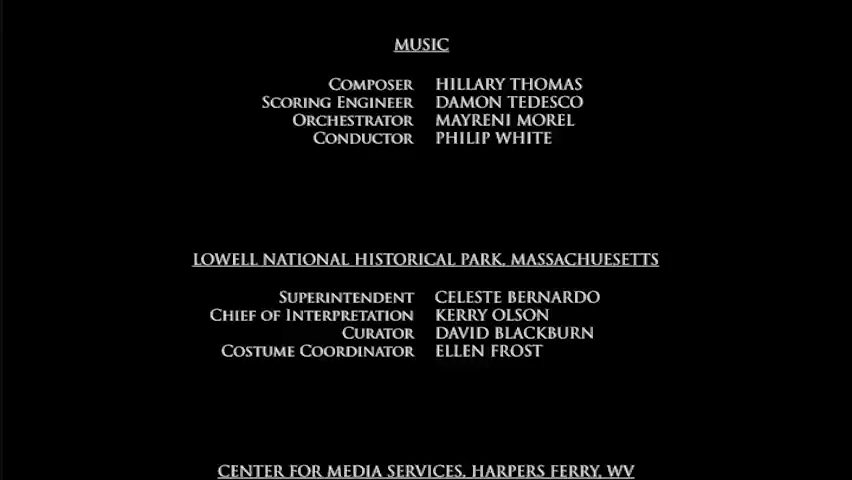 MUSIC
Composer HILLARY THOMAS
Scoring Engineer DAMON TEDESCO
Orchestrator MAYRENI MOREL
Conductor PHILIP WHITE
LOWELL NATIONAL HISTORICAL PARK, MASSACHUESETTS
Superintendent CELESTE BERNARDO
Chief of Interpretation KERRY OLSON
Curator DAVID BLACKBURN
Costume Coordinator ELLEN FROST
CENTER FOR MEDIA SERVICES, HARPERS FERRY, WV